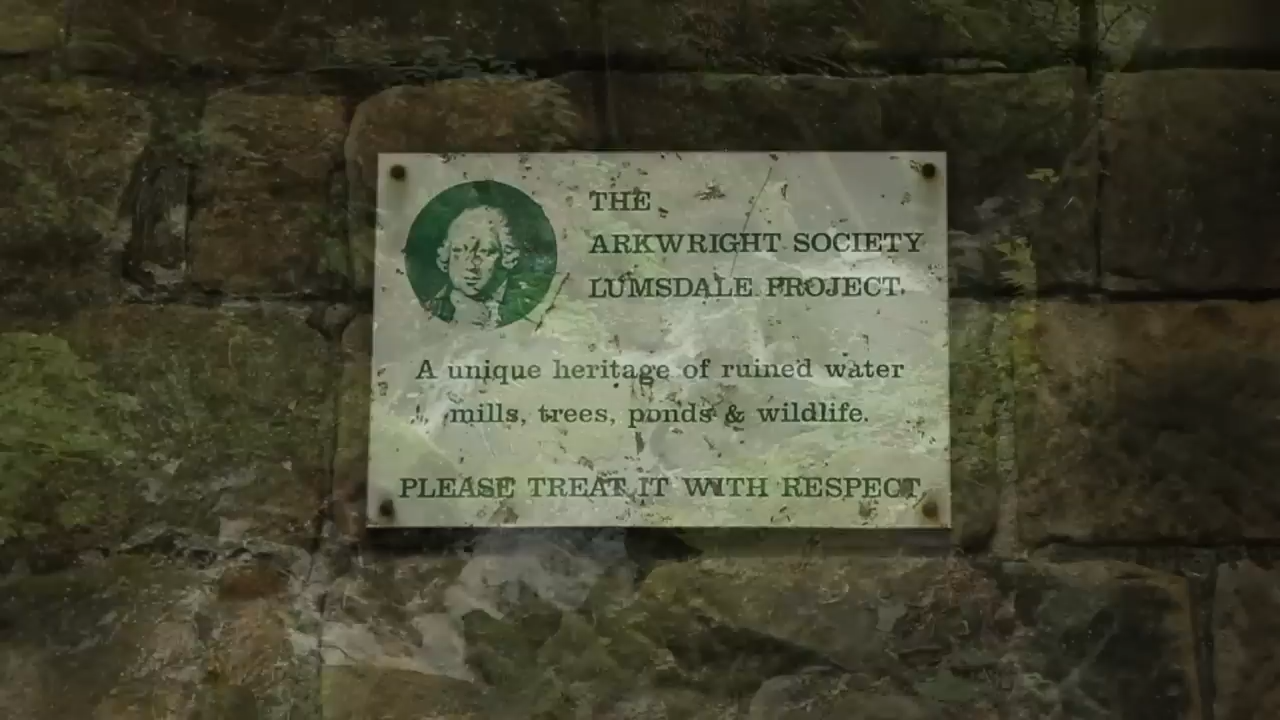 THE
ARKWRIGHT SOCIETY
LUMSDALE PROJECT.
A unique heritage of ruined water
mills, trees, ponds & wildlife.
PLEASE TREAT IT WITH RESPECT